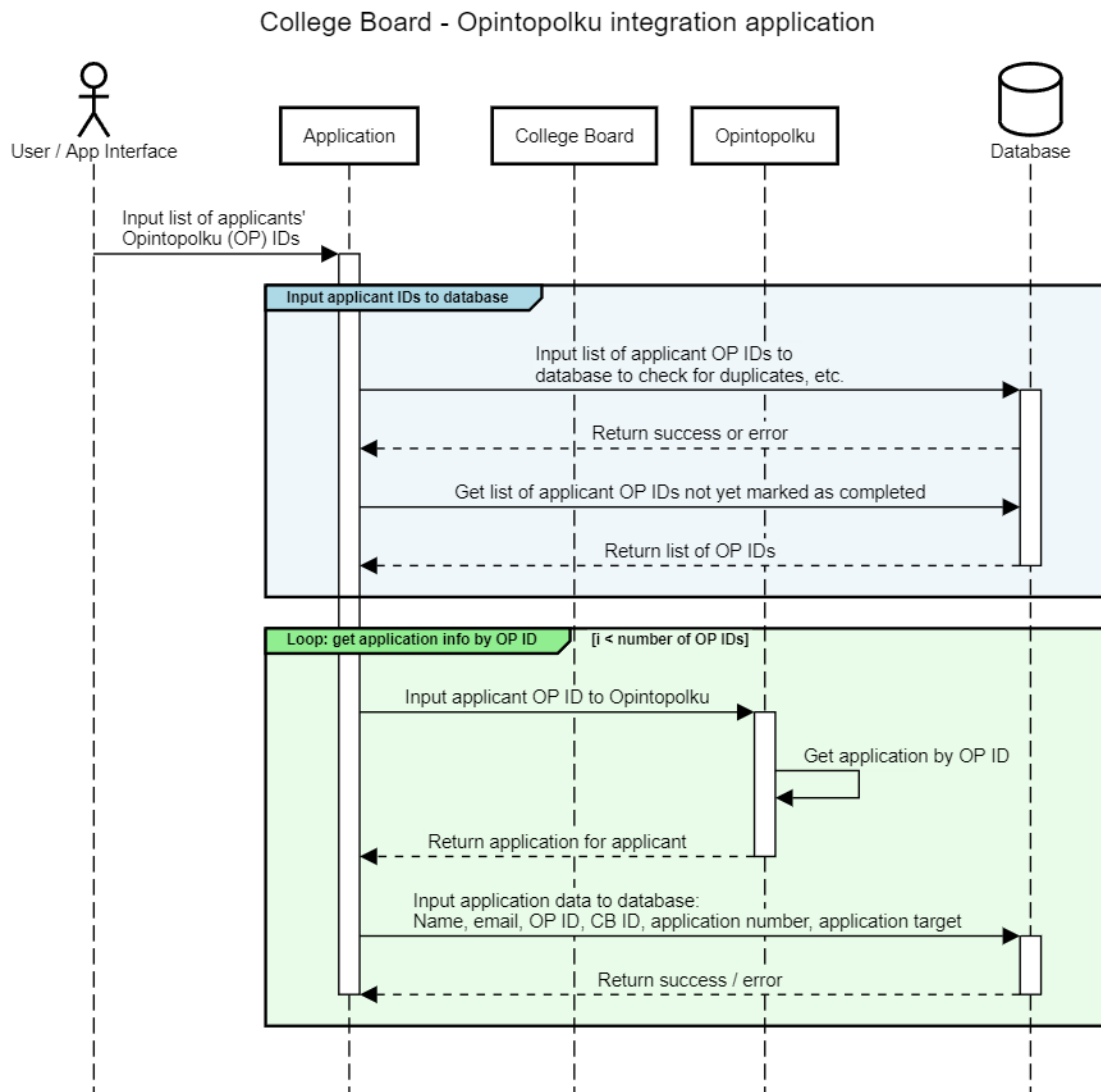 College Board - Opintopolku integration application
User / App Interface
Application
College Board
Opintopolku
Database
Input list of applicants'
Opintopolku (OP) IDs
Input applicant IDs to database
Input list of applicant OP IDs to
database to check for duplicates, etc.
Return success or error
Get list of applicant OP IDs not yet marked as completed
Return list of OP IDs
Loop: get application info by OP ID
[i < number of OP IDs]
Input applicant OP ID to Opintopolku
Get application by OP ID
Return application for applicant
Input application data to database:
Name, email, OP ID, CB ID, application number, application target
Return success / error